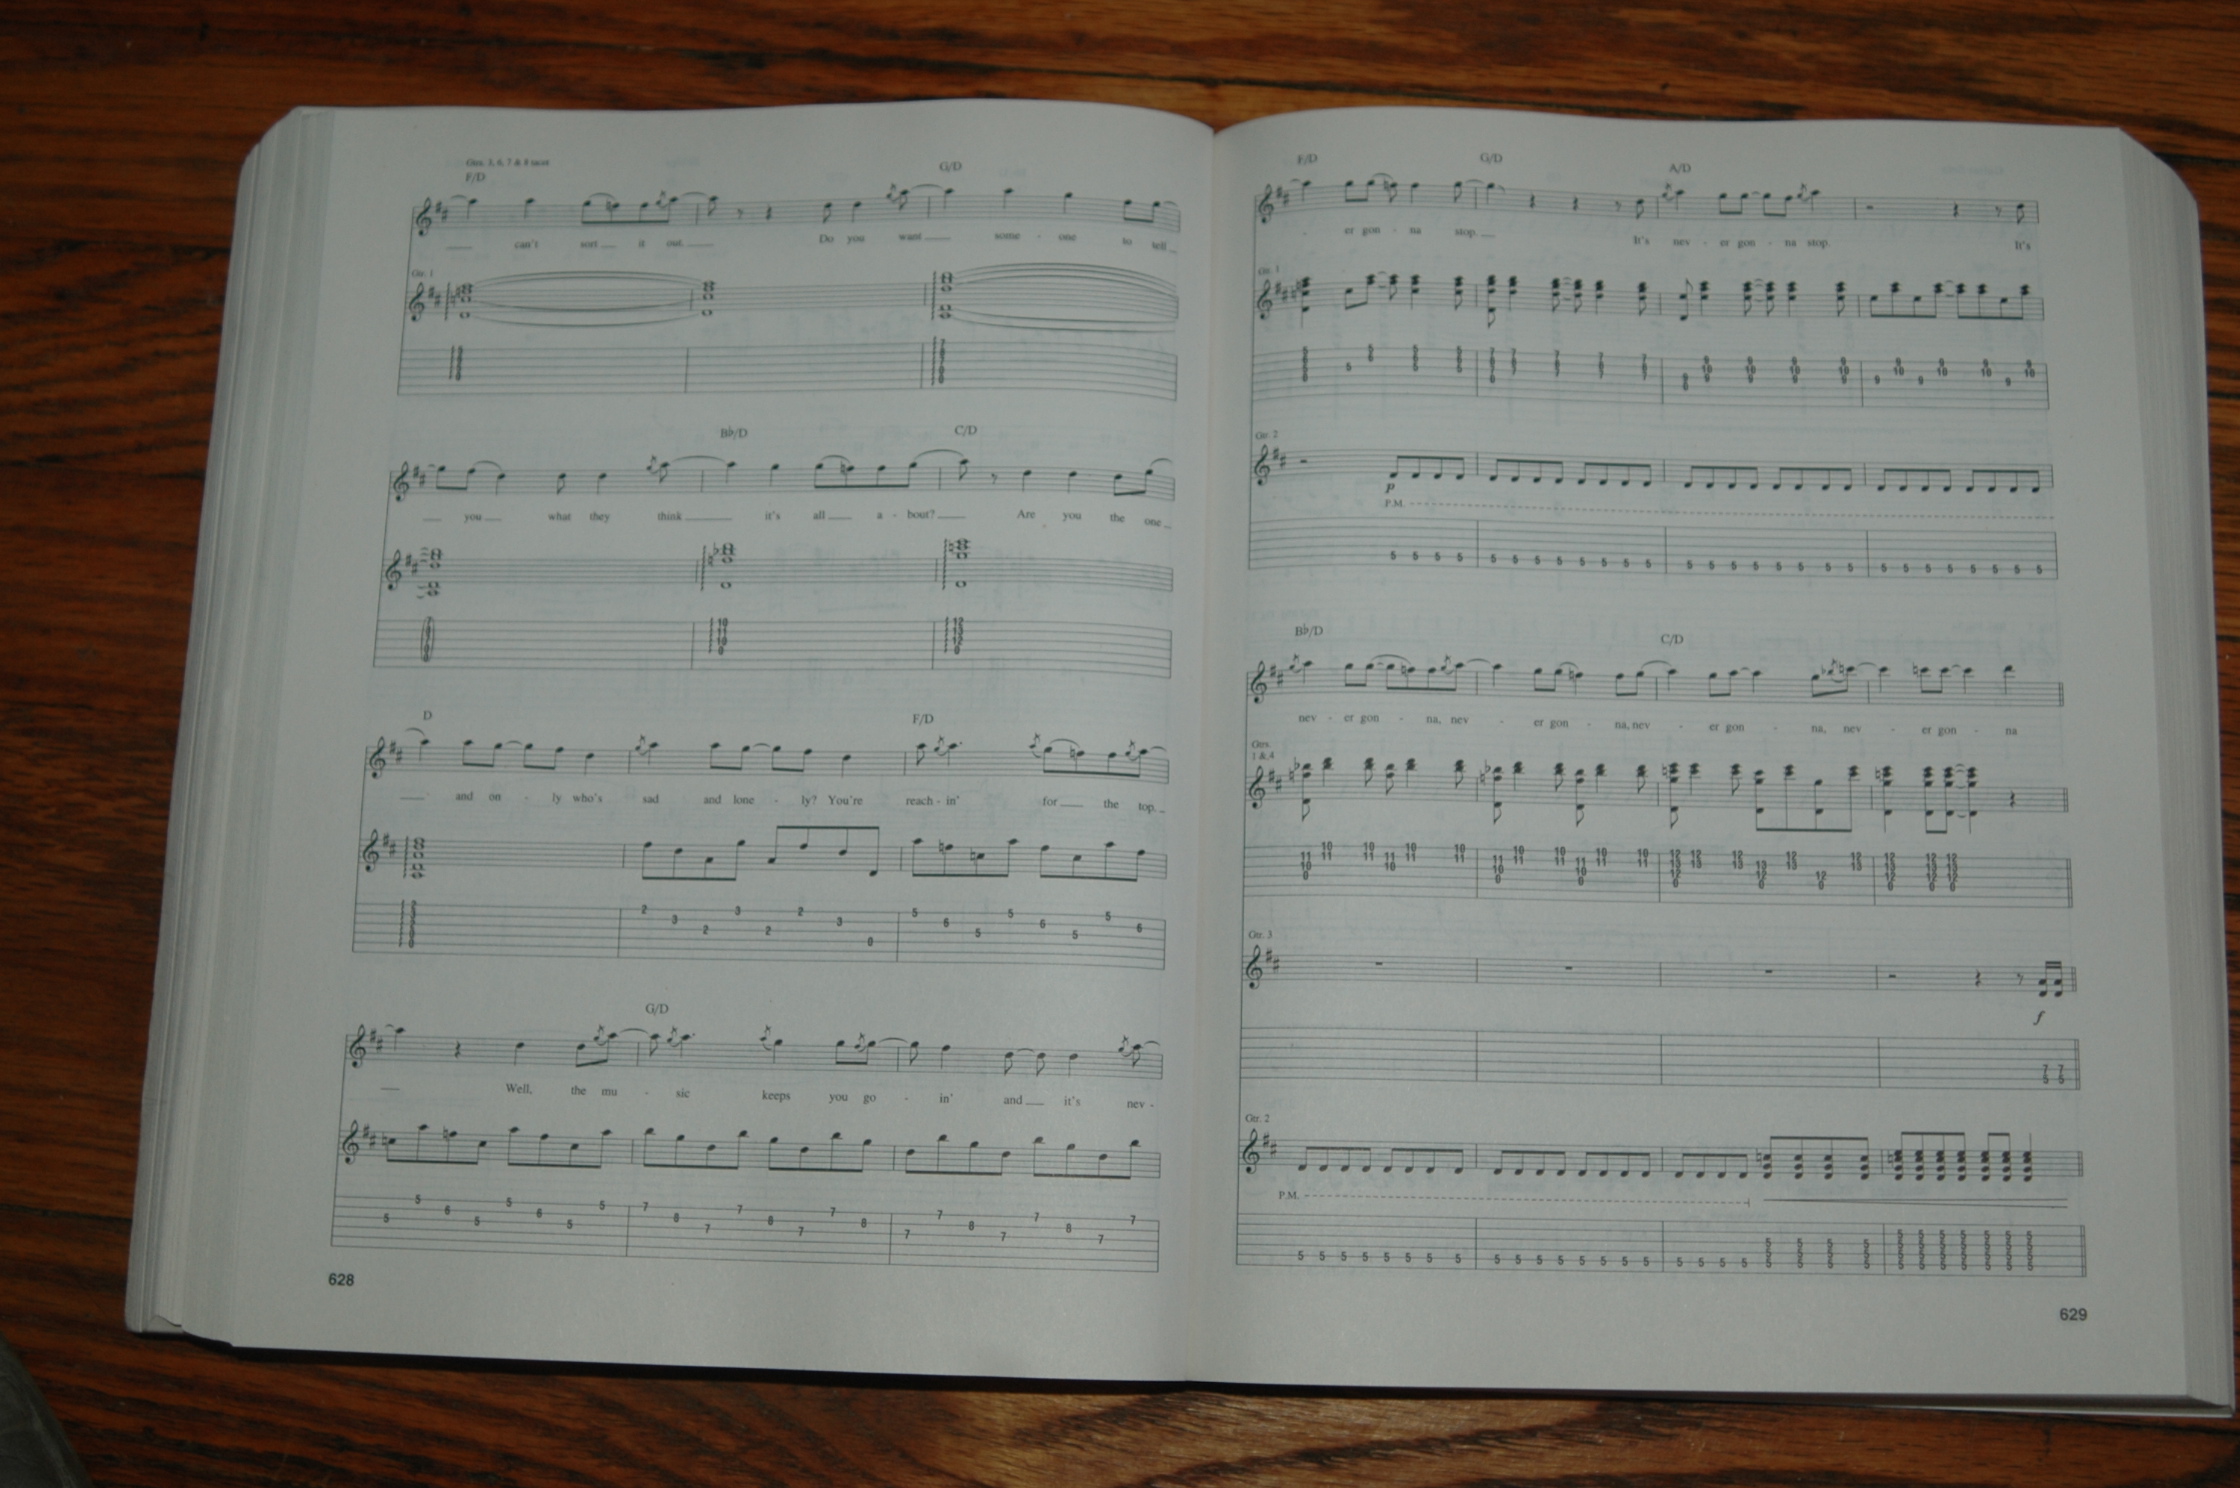 Gtrs. 3, 6, 7 & 8 tacet
F/D G/D
can't sort it out. Do you want some - one to tell
Gtr. 1
B♭/D C/D
you what they think it's all a - bout? Are you the one
D F/D
and on - ly who's sad and lone - ly? You're reach - in' for the top.
G/D
Well, the mu - sic keeps you go - in' and it's nev -
628
F/D G/D A/D
er gon - na stop. It's nev - er gon - na stop. It's
Gtr. 1
Gtr. 2
p
P.M.
B♭/D C/D
nev - er gon - na, nev - er gon - na, nev - er gon - na, nev - er gon - na
Gtrs. 1 & 4
Gtr. 3
f
Gtr. 2
P.M.
629